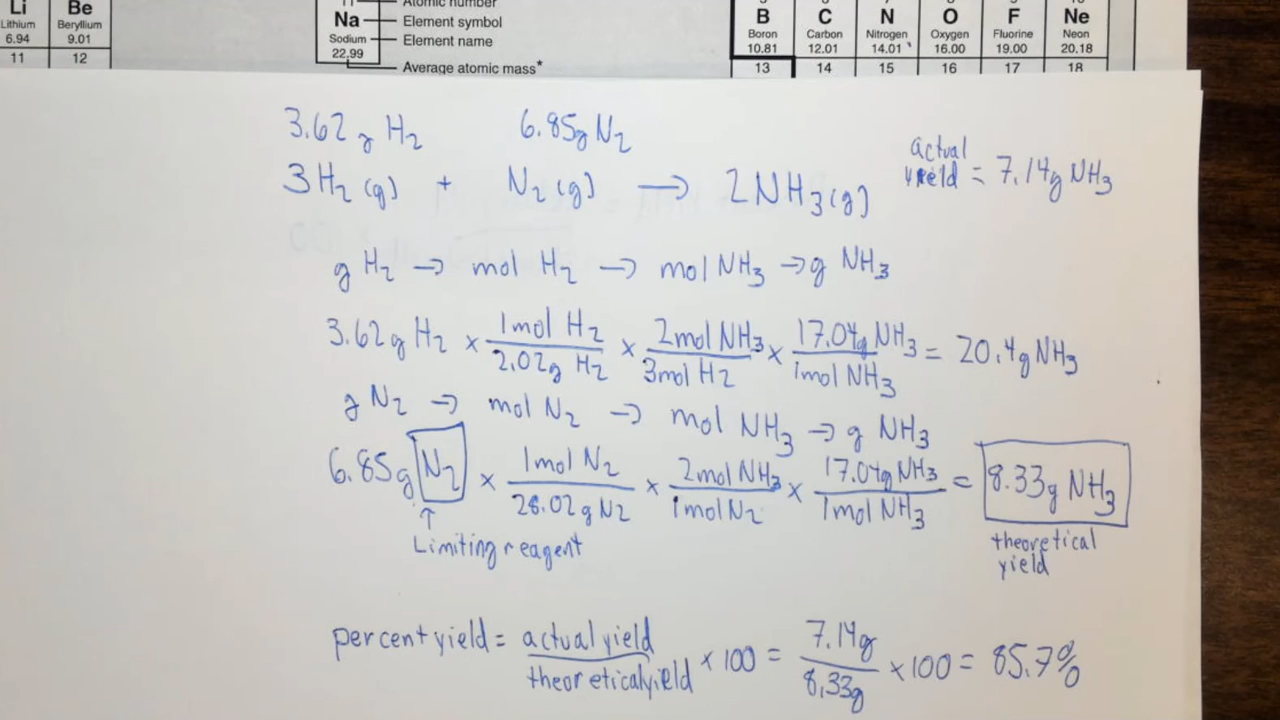 Li Be Atomic number B C N O F Ne
Lithium Beryllium Na Element symbol Boron Carbon Nitrogen Oxygen Fluorine Neon
6.94 9.01 Sodium Element name 10.81 12.01 14.01 16.00 19.00 20.18
11 12 22.99 Average atomic mass* 13 14 15 16 17 18
3.62g H₂ 6.85g N₂
3H₂(g) + N₂(g) → 2NH₃(g) actual yield = 7.14g NH₃
g H₂ → mol H₂ → mol NH₃ → g NH₃
3.62g H₂ × 1mol H₂/2.02g H₂ × 2mol NH₃/3mol H₂ × 17.04g NH₃/1mol NH₃ = 20.4g NH₃
g N₂ → mol N₂ → mol NH₃ → g NH₃
6.85g N₂ × 1mol N₂/28.02g N₂ × 2mol NH₃/1mol N₂ × 17.04g NH₃/1mol NH₃ = 8.33g NH₃
↑
Limiting reagent
theoretical
yield
percent yield = actual yield/theoretical yield × 100 = 7.14g/8.33g × 100 = 85.7%